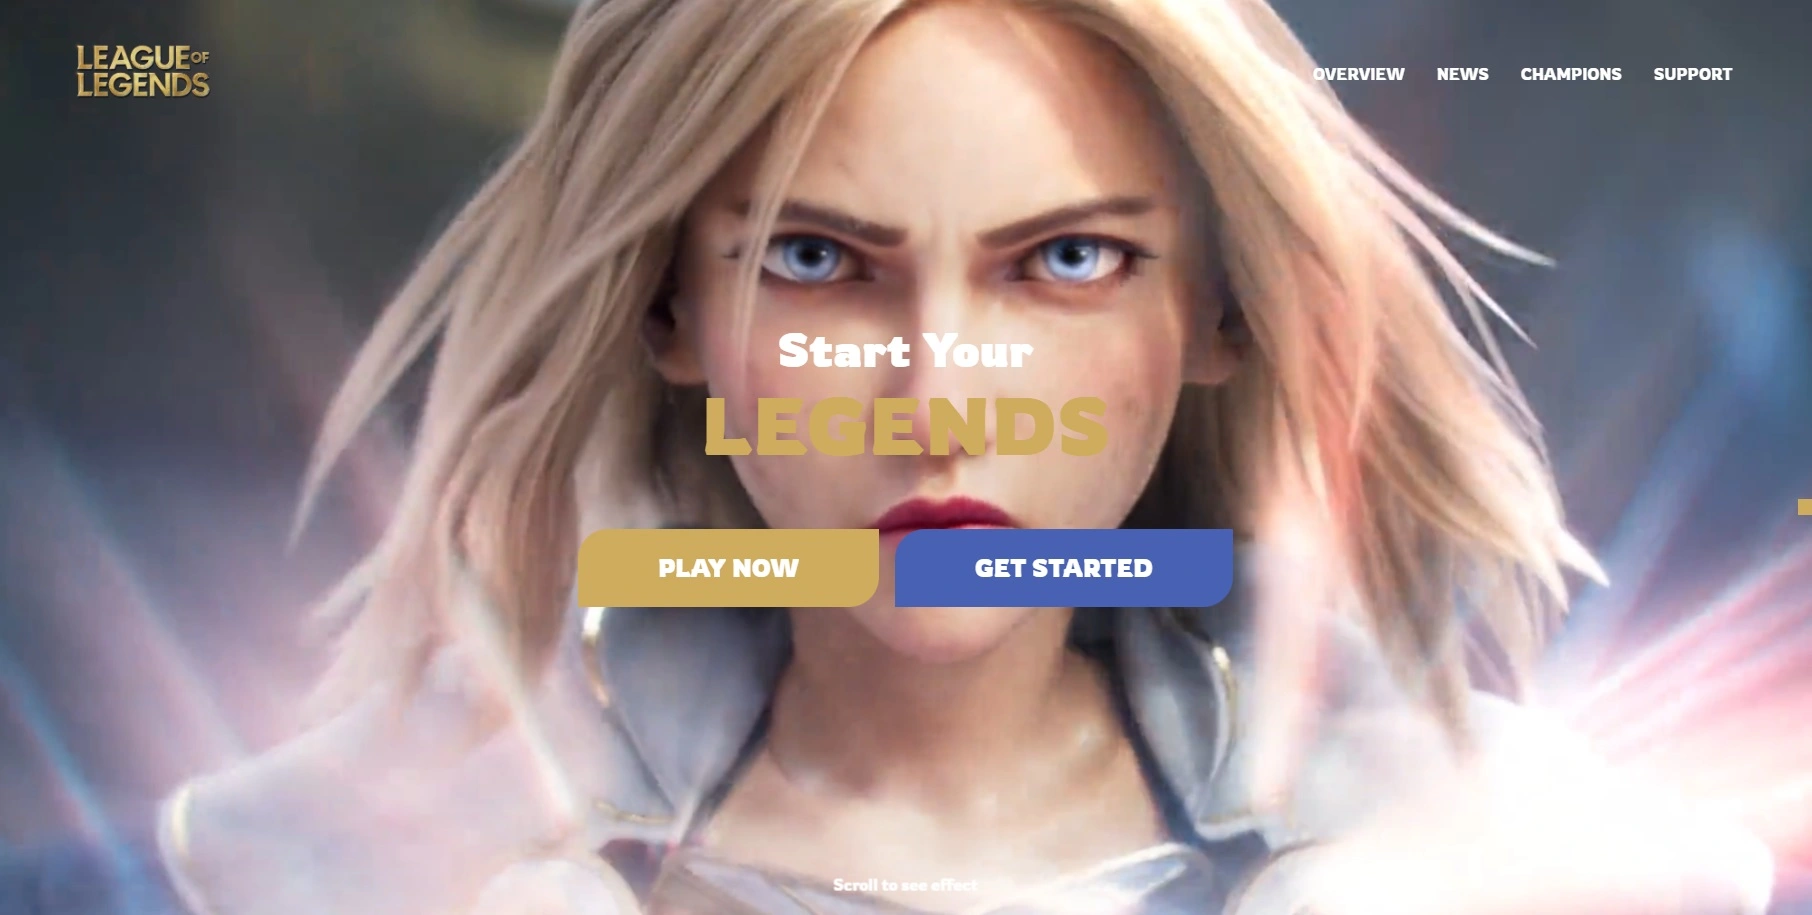 LEAGUE OF
LEGENDS
OVERVIEW NEWS CHAMPIONS SUPPORT
Start Your
LEGENDS
PLAY NOW GET STARTED
Scroll to see effect